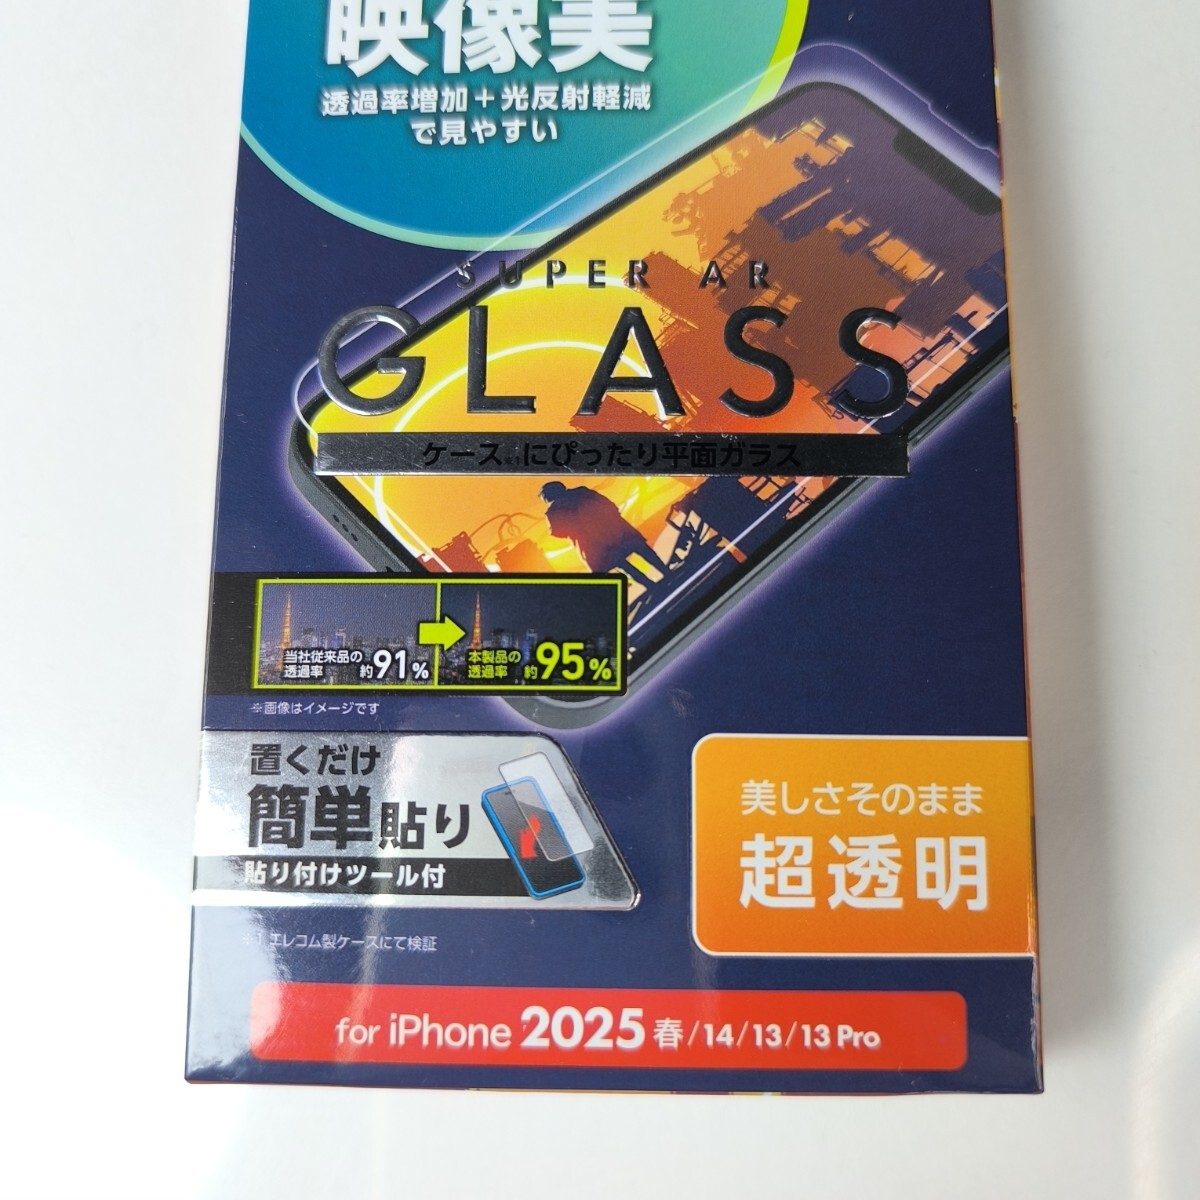 映像美
透過率増加+光反射軽減
で見やすい
SUPER AR
GLASS
ケース※1にぴったり平面ガラス
当社従来品の
透過率 約91%
本製品の
透過率 約95%
※画像はイメージです
置くだけ
簡単貼り
貼り付けツール付
美しさそのまま
超透明
※1 エレコム製ケースにて検証
for iPhone 2025春/14/13/13 Pro